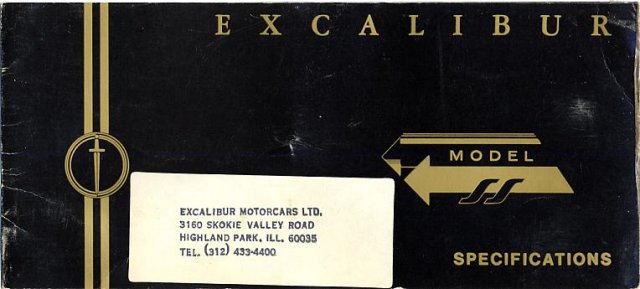 EXCALIBUR
MODEL
SS
EXCALIBUR MOTORCARS LTD.
3160 SKOKIE VALLEY ROAD
HIGHLAND PARK, ILL. 60035
TEL. (312) 433-4400
SPECIFICATIONS